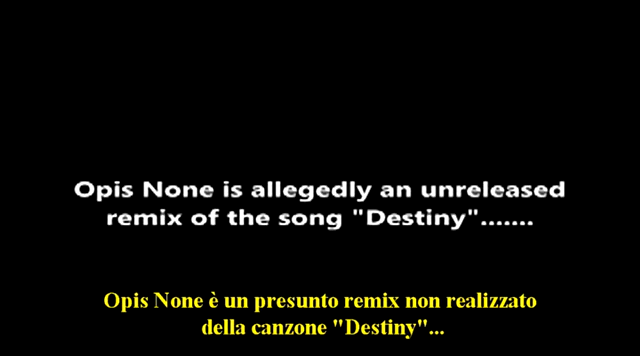 Opis None is allegedly an unreleased
remix of the song "Destiny".......
Opis None è un presunto remix non realizzato
della canzone "Destiny"...